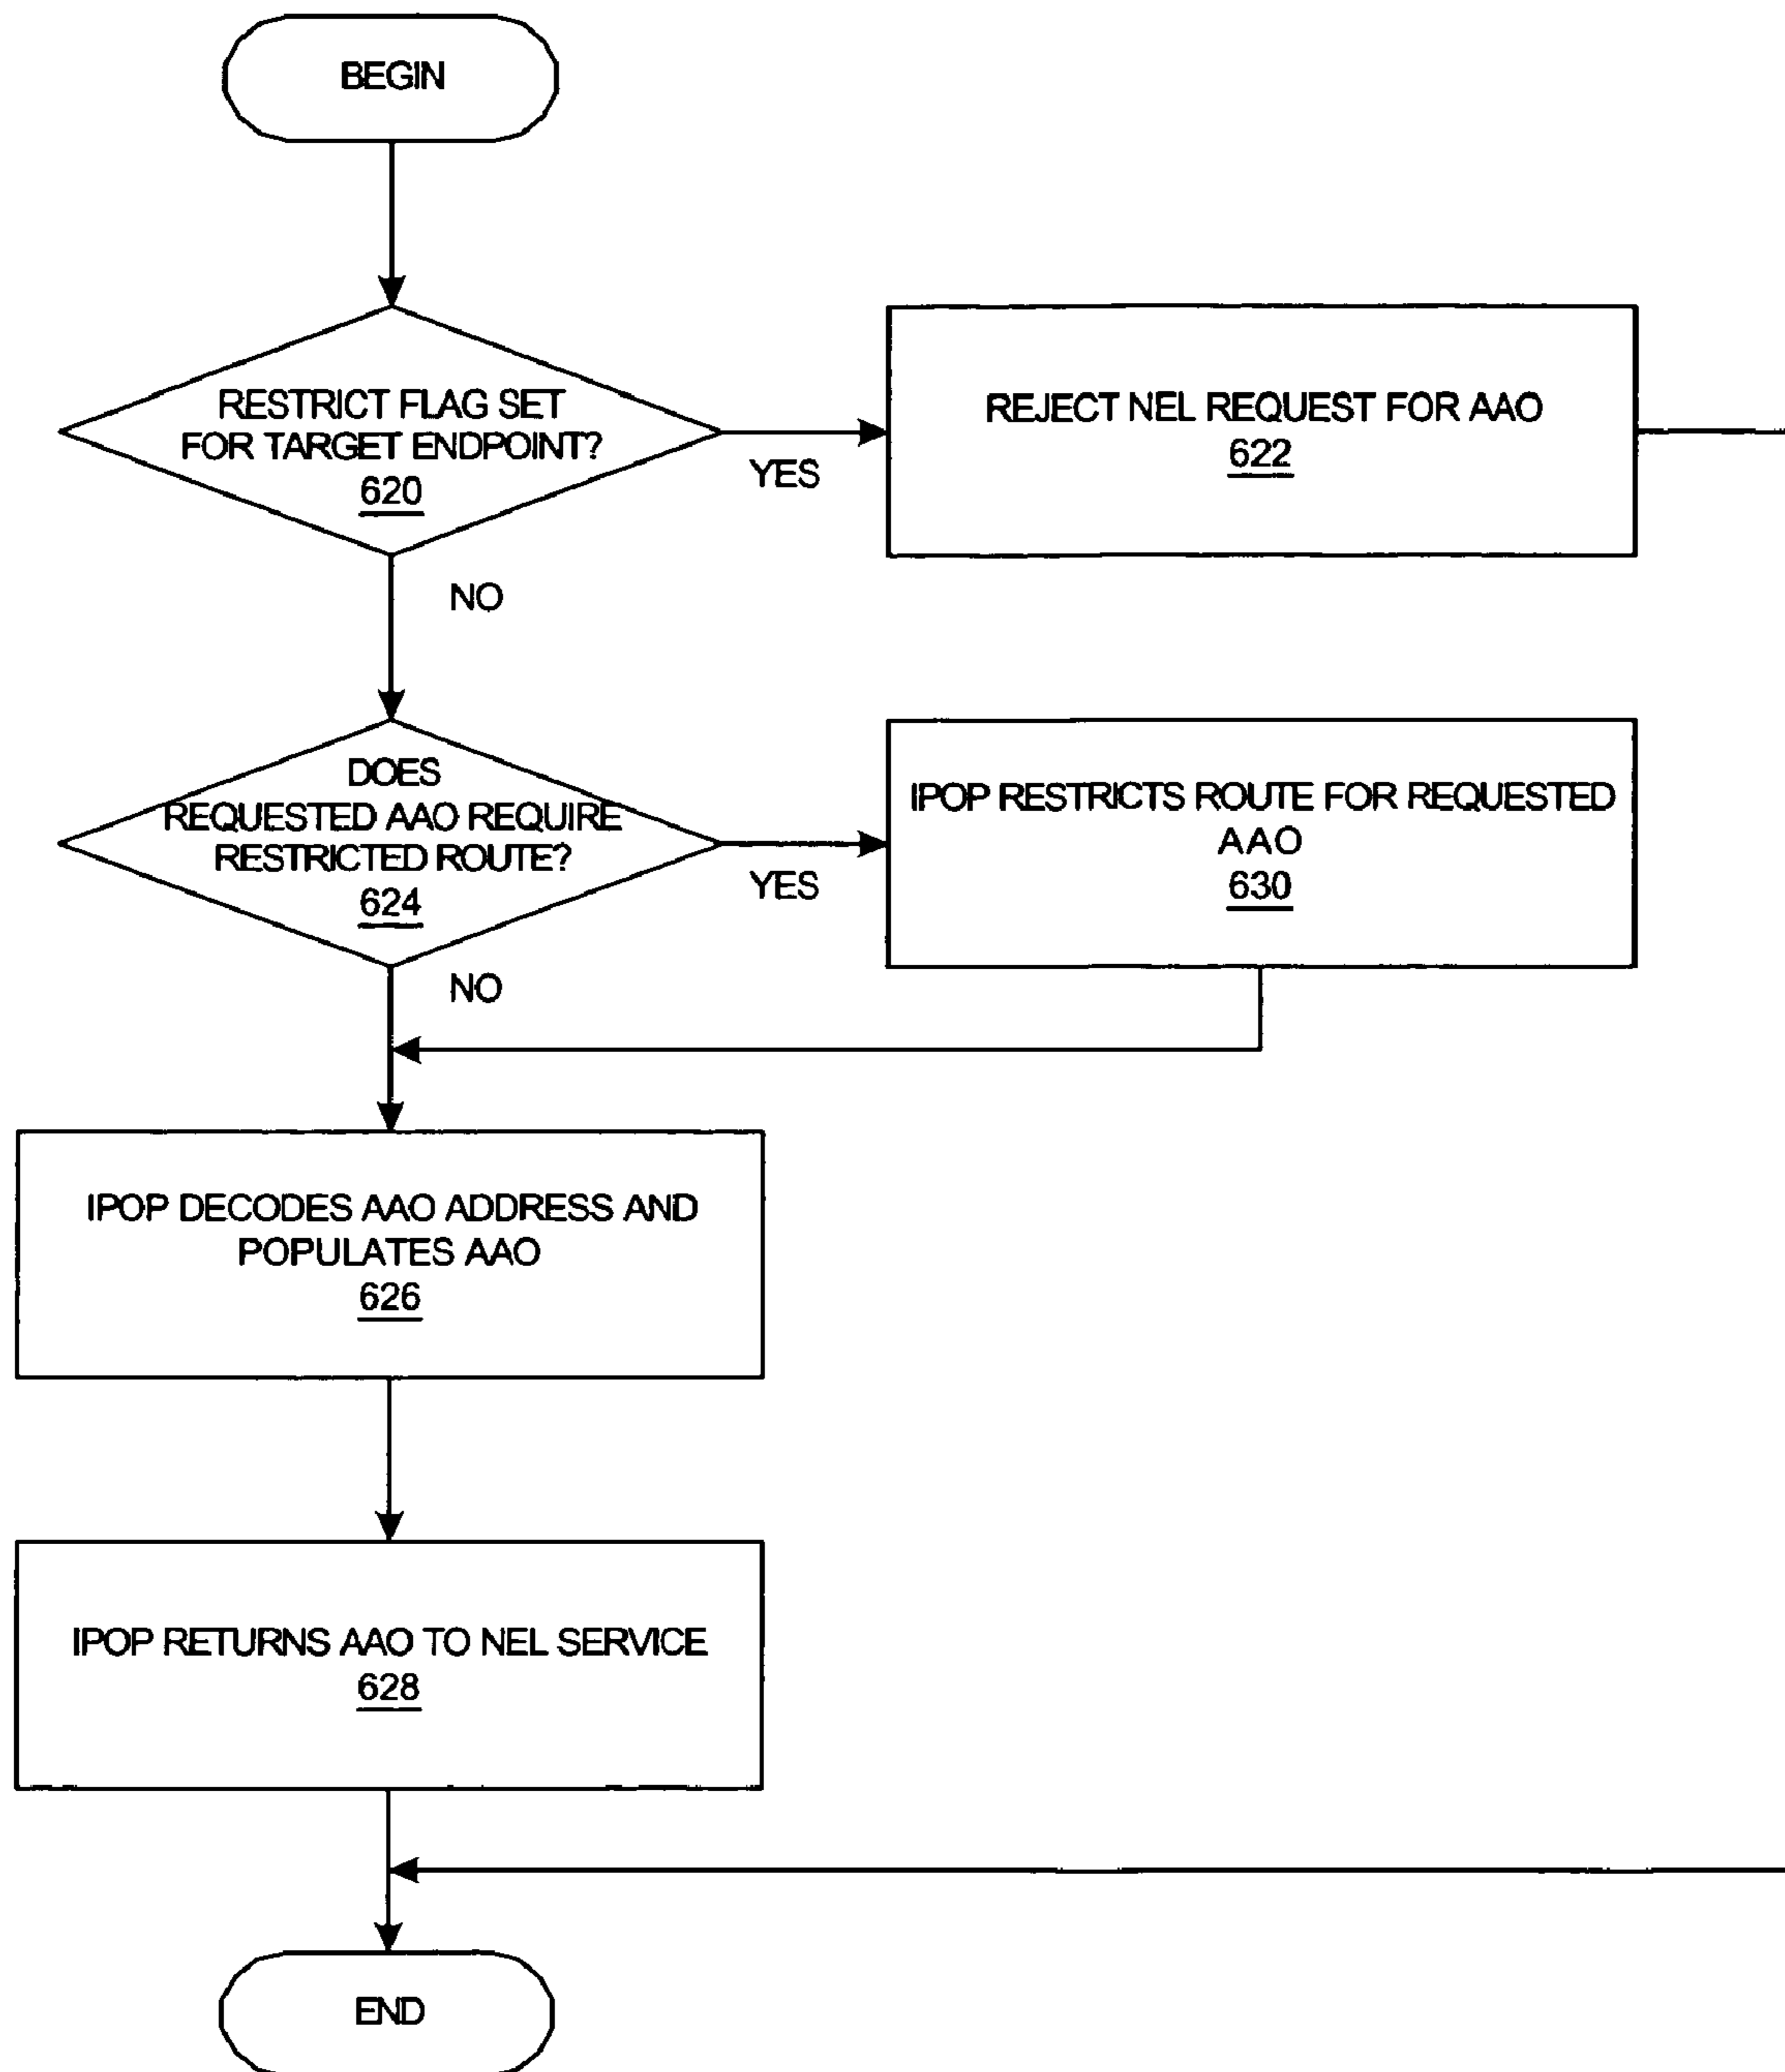 BEGIN
RESTRICT FLAG SET
FOR TARGET ENDPOINT?
620
YES
REJECT NEL REQUEST FOR AAO
622
NO
DOES
REQUESTED AAO REQUIRE
RESTRICTED ROUTE?
624
YES
IPOP RESTRICTS ROUTE FOR REQUESTED
AAO
630
NO
IPOP DECODES AAO ADDRESS AND
POPULATES AAO
626
IPOP RETURNS AAO TO NEL SERVICE
628
END